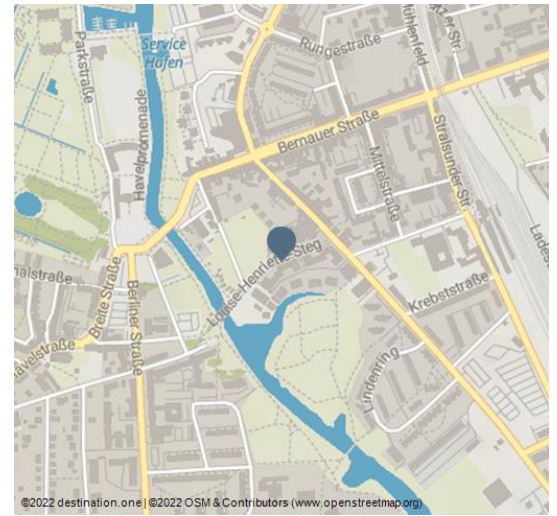 Service
Hafen
Parkstraße
Havelpromenade
Rungestraße
Bernauer Straße
Mittelstraße
Stralsunder Str.
Louise-Henriette-Steg
Breite Straße
Berliner Straße
Krebststraße
Lindenring
©2022 destination.one | ©2022 OSM & Contributors (www.openstreetmap.org)